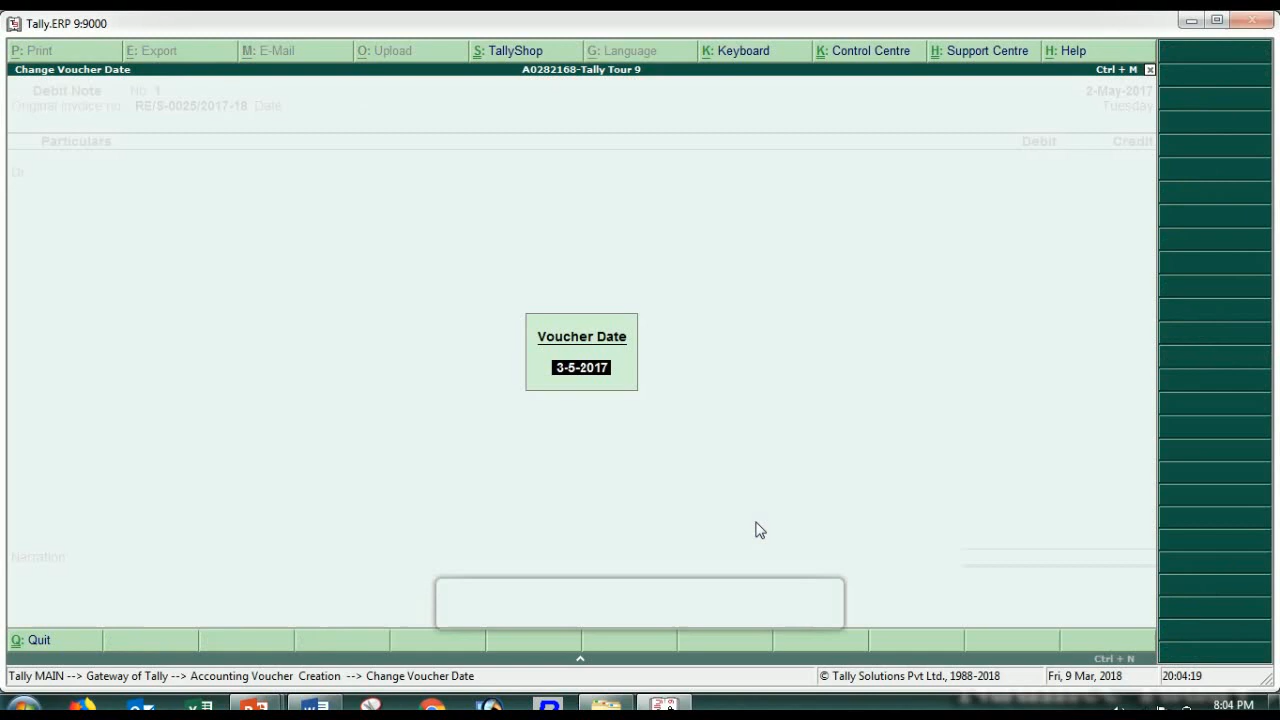 Tally.ERP 9:9000
P: Print E: Export M: E-Mail O: Upload S: TallyShop G: Language K: Keyboard K: Control Centre H: Support Centre H: Help
Change Voucher Date A0282168-Tally Tour 9 Ctrl + M
Debit Note No. 1 2-May-2017
Original invoice no. RE/S-0025/2017-18 Date Tuesday
Particulars Debit Credit
Dr
Voucher Date
3-5-2017
Narration
Q: Quit
Ctrl + N
Tally MAIN --> Gateway of Tally --> Accounting Voucher Creation --> Change Voucher Date © Tally Solutions Pvt Ltd., 1988-2018 Fri, 9 Mar, 2018 20:04:19
8:04 PM